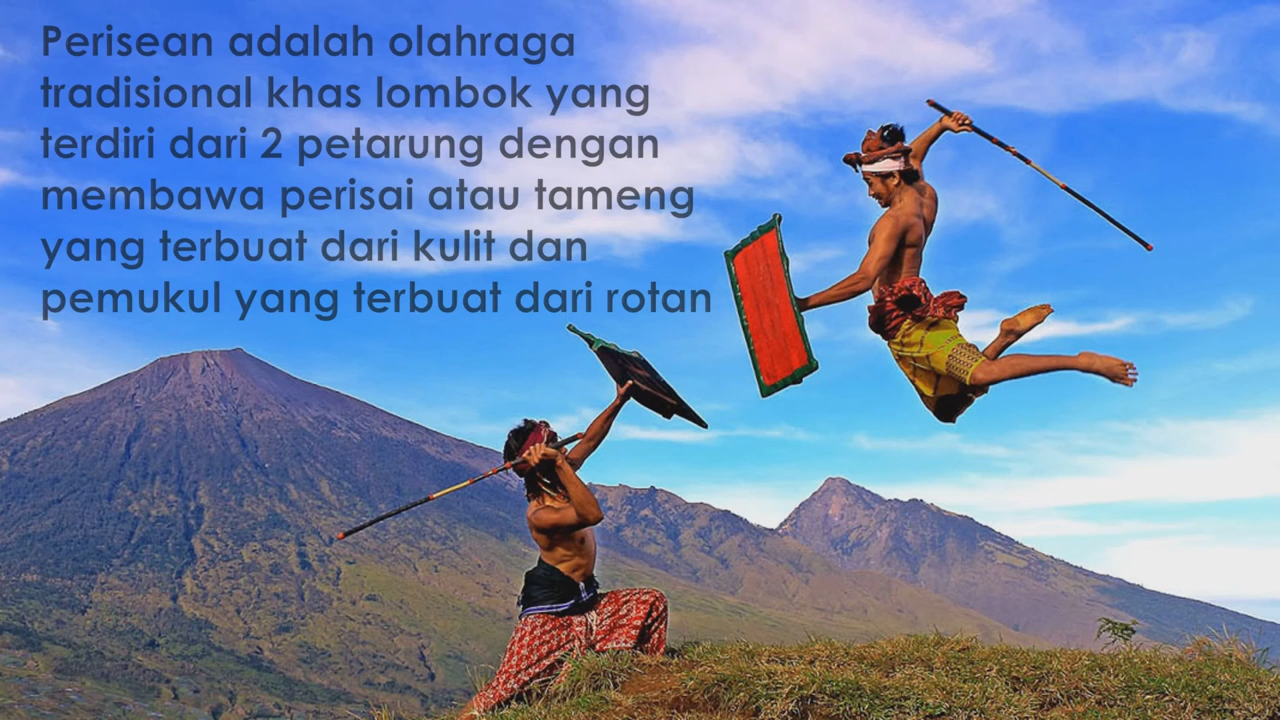 Perisean adalah olahraga
tradisional khas lombok yang
terdiri dari 2 petarung dengan
membawa perisai atau tameng
yang terbuat dari kulit dan
pemukul yang terbuat dari rotan